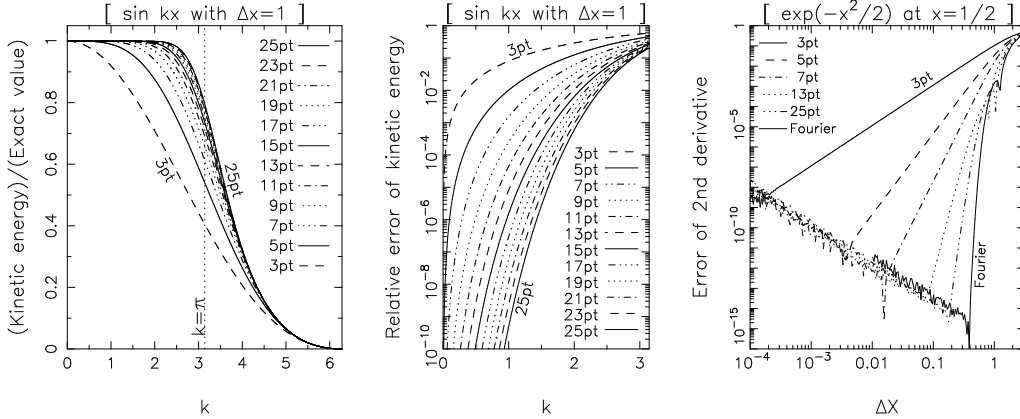 [ sin kx with Δx=1 ]
(Kinetic energy)/(Exact value)
1
0.8
0.6
0.4
0.2
0
0 1 2 3 4 5 6
k
25pt
23pt
21pt
19pt
17pt
15pt
13pt
11pt
9pt
7pt
5pt
3pt
3pt
25pt
k=π
[ sin kx with Δx=1 ]
Relative error of kinetic energy
10⁻²
10⁻⁴
10⁻⁶
10⁻⁸
10⁻¹⁰
0 1 2 3
k
3pt
3pt
5pt
7pt
9pt
11pt
13pt
15pt
17pt
19pt
21pt
23pt
25pt
25pt
[ exp(−x²/2) at x=1/2 ]
Error of 2nd derivative
10⁻⁵
10⁻¹⁰
10⁻¹⁵
10⁻⁴ 10⁻³ 0.01 0.1 1
ΔX
3pt
5pt
7pt
13pt
25pt
Fourier
3pt
Fourier